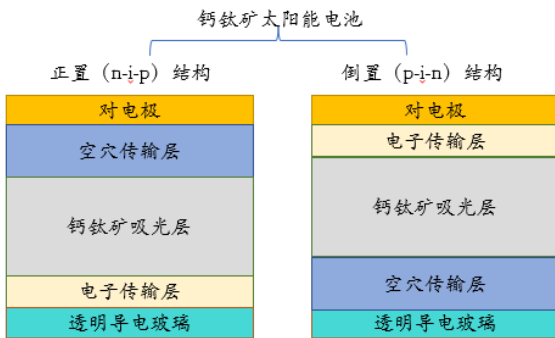 钙钛矿太阳能电池
正置（n-i-p）结构
对电极
空穴传输层
钙钛矿吸光层
电子传输层
透明导电玻璃
倒置（p-i-n）结构
对电极
电子传输层
钙钛矿吸光层
空穴传输层
透明导电玻璃